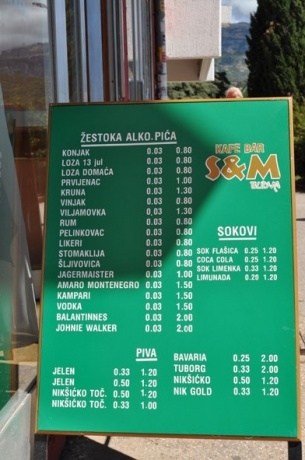 ŽESTOKA ALKO.PIĆA
KONJAK 0.03 0.80
LOZA 13 jul 0.03 0.80
LOZA DOMAĆA 0.03 0.80
PRVIJENAC 0.03 1.00
KRUNA 0.03 1.30
VINJAK 0.03 0.80
VILJAMOVKA 0.03 1.30
RUM 0.03 0.80
PELINKOVAC 0.03 0.80
LIKERI 0.03 0.80
STOMAKLIJA 0.03 0.80
ŠLJIVOVICA 0.03 0.80
JAGERMAISTER 0.03 1.00
AMARO MONTENEGRO 0.03 1.50
KAMPARI 0.03 1.50
VODKA 0.03 1.00
BALANTINNES 0.03 2.00
JOHNIE WALKER 0.03 2.00
KAFE BAR
S&M
SOKOVI
SOK FLAŠICA 0.25 1.20
COCA COLA 0.25 1.20
SOK LIMENKA 0.33 1.20
LIMUNADA 0.20 1.20
PIVA
JELEN 0.33 1.20
JELEN 0.50 1.20
NIKŠIĆKO TOČ. 0.50 1.20
NIKŠIĆKO TOČ. 0.33 1.00
BAVARIA 0.25 2.00
TUBORG 0.33 2.00
NIKŠIĆKO 0.50 1.20
NIK GOLD 0.33 1.20